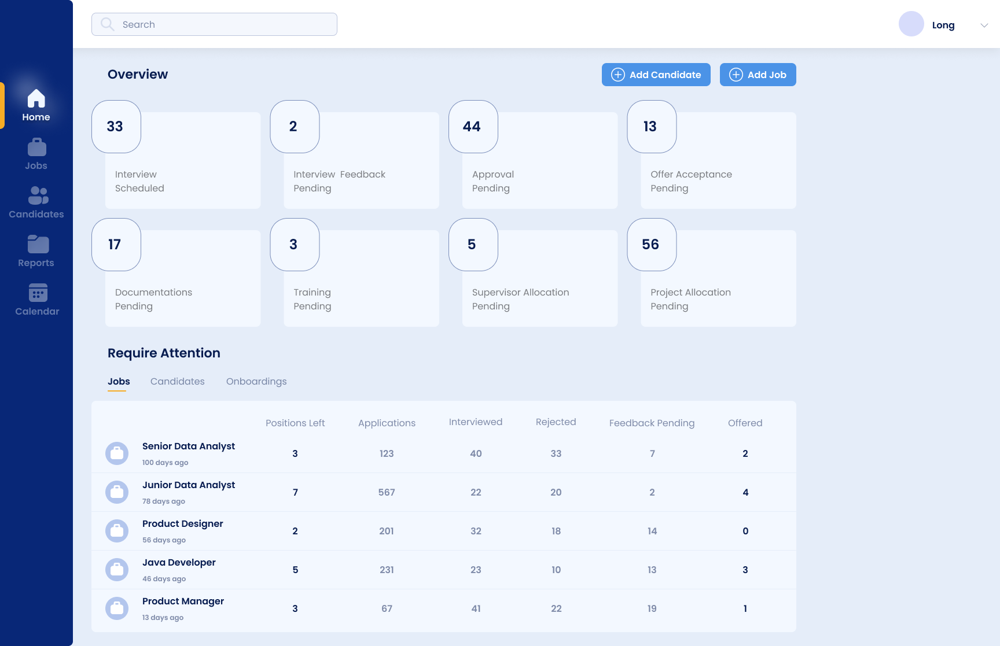 Search
Long
Home
Jobs
Candidates
Reports
Calendar
Overview
Add Candidate
Add Job
33
Interview
Scheduled
2
Interview  Feedback
Pending
44
Approval
Pending
13
Offer Acceptance
Pending
17
Documentations
Pending
3
Training
Pending
5
Supervisor Allocation
Pending
56
Project Allocation
Pending
Require Attention
Jobs Candidates Onboardings
Positions Left Applications Interviewed Rejected Feedback Pending Offered
Senior Data Analyst
100 days ago
3 123 40 33 7 2
Junior Data Analyst
78 days ago
7 567 22 20 2 4
Product Designer
56 days ago
2 201 32 18 14 0
Java Developer
46 days ago
5 231 23 10 13 3
Product Manager
13 days ago
3 67 41 22 19 1